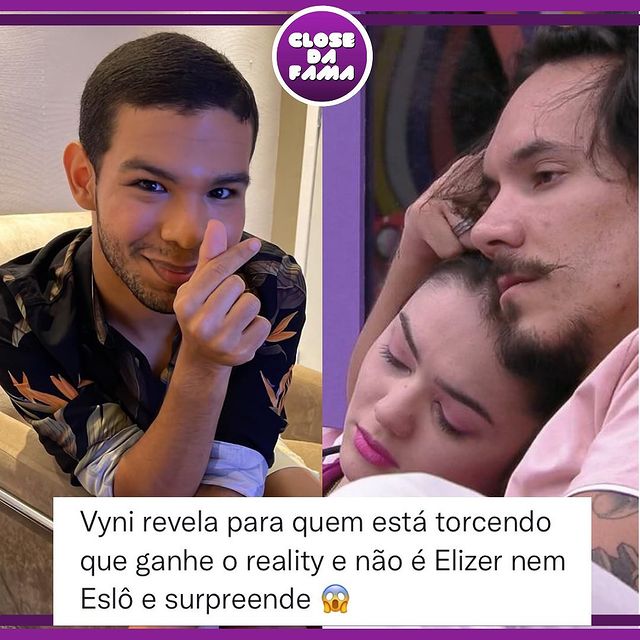 CLOSE
DA
FAMA
Vyni revela para quem está torcendo
que ganhe o reality e não é Elizer nem
Eslô e surpreende 😱